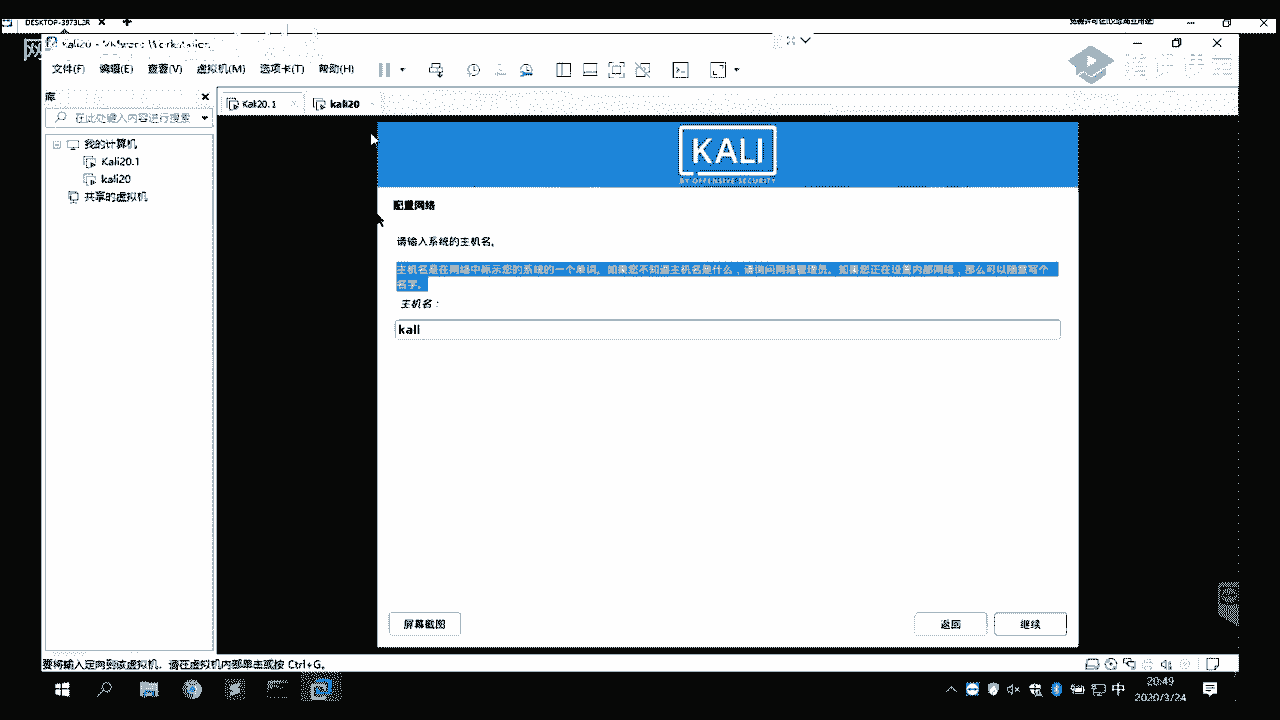 DESKTOP-3973L2R
kali20 - VMware Workstation
文件(F) 编辑(E) 查看(V) 虚拟机(M) 选项卡(T) 帮助(H)
库
在此处键入内容进行搜索
我的计算机
Kali20.1
kali20
共享的虚拟机
Kali20.1
kali20
KALI
BY OFFENSIVE SECURITY
配置网络
请输入系统的主机名。
主机名是在网络中标示您的系统的一个单词。如果您不知道主机名是什么，请询问网络管理员。如果您正在设置内部网络，那么可以随意写个
名字。
主机名：
kali
屏幕截图
返回
继续
要将输入定向到该虚拟机，请在虚拟机内部单击或按 Ctrl+G。
中
20:49
2020/3/24